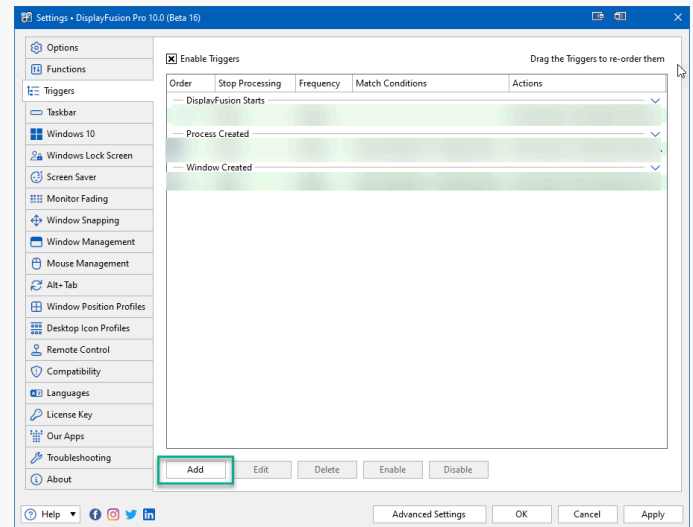 Settings • DisplayFusion Pro 10.0 (Beta 16)
Options
Functions
Triggers
Taskbar
Windows 10
Windows Lock Screen
Screen Saver
Monitor Fading
Window Snapping
Window Management
Mouse Management
Alt+Tab
Window Position Profiles
Desktop Icon Profiles
Remote Control
Compatibility
Languages
License Key
Our Apps
Troubleshooting
About
Enable Triggers Drag the Triggers to re-order them
Order Stop Processing Frequency Match Conditions Actions
DisplayFusion Starts
Process Created
Window Created
Add Edit Delete Enable Disable
Help Advanced Settings OK Cancel Apply